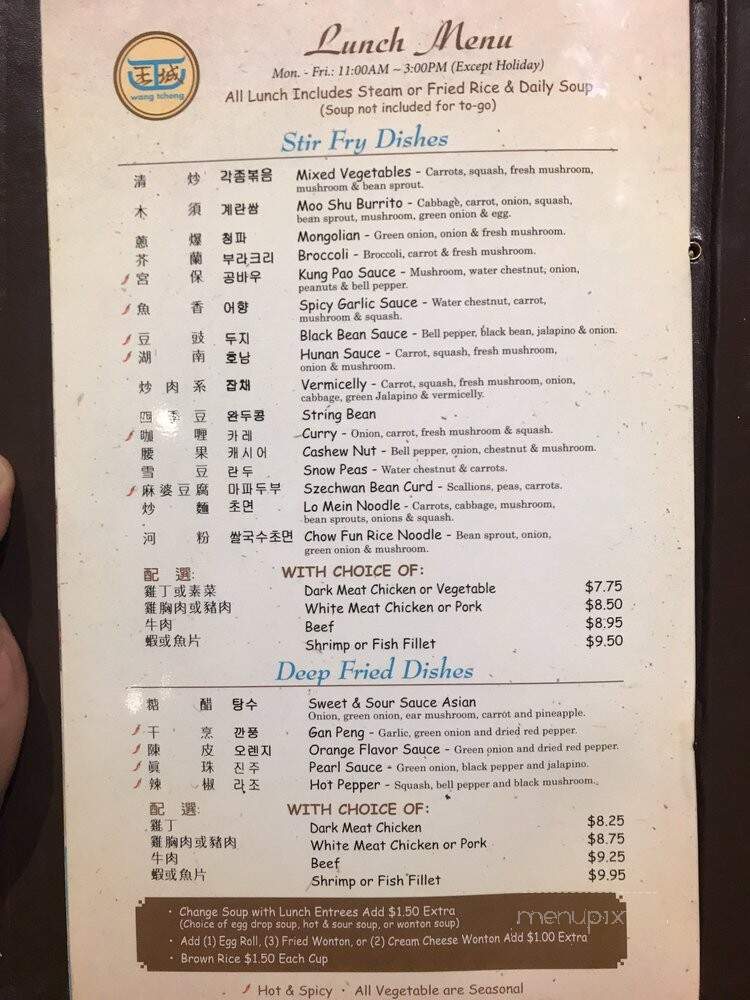 Lunch Menu
王城
wang tcheng
Mon. - Fri.: 11:00AM ~ 3:00PM (Except Holiday)
All Lunch Includes Steam or Fried Rice & Daily Soup
(Soup not included for to-go)
Stir Fry Dishes
清 炒 각종볶음 Mixed Vegetables - Carrots, squash, fresh mushroom,
mushroom & bean sprout.
木 須 계란쌈 Moo Shu Burrito - Cabbage, carrot, onion, squash,
bean sprout, mushroom, green onion & egg.
蔥 爆 청파 Mongolian - Green onion, onion & fresh mushroom.
芥 蘭 부라크리 Broccoli - Broccoli, carrot & fresh mushroom.
宮 保 공바우 Kung Pao Sauce - Mushroom, water chestnut, onion,
peanuts & bell pepper.
魚 香 어향 Spicy Garlic Sauce - Water chestnut, carrot,
mushroom & squash.
豆 豉 두지 Black Bean Sauce - Bell pepper, black bean, jalapino & onion.
湖 南 호남 Hunan Sauce - Carrot, squash, fresh mushroom,
onion & mushroom.
炒 肉 系 잡채 Vermicelly - Carrot, squash, fresh mushroom, onion,
cabbage, green Jalapino & vermicelly.
四 季 豆 완두콩 String Bean
咖 喱 카레 Curry - Onion, carrot, fresh mushroom & squash.
腰 果 캐시어 Cashew Nut - Bell pepper, onion, chestnut & mushroom.
雪 豆 란두 Snow Peas - Water chestnut & carrots.
麻 婆 豆 腐 마파두부 Szechwan Bean Curd - Scallions, peas, carrots.
炒 麵 초면 Lo Mein Noodle - Carrots, cabbage, mushroom,
bean sprouts, onions & squash.
河 粉 쌀국수초면 Chow Fun Rice Noodle - Bean sprout, onion,
green onion & mushroom.
配 選: WITH CHOICE OF:
雞丁或素菜 Dark Meat Chicken or Vegetable $7.75
雞胸肉或豬肉 White Meat Chicken or Pork $8.50
牛肉 Beef $8.95
蝦或魚片 Shrimp or Fish Fillet $9.50
Deep Fried Dishes
糖 醋 탕수 Sweet & Sour Sauce Asian
Onion, green onion, ear mushroom, carrot and pineapple.
干 烹 깐풍 Gan Peng - Garlic, green onion and dried red pepper.
陳 皮 오렌지 Orange Flavor Sauce - Green onion and dried red pepper.
眞 珠 진주 Pearl Sauce - Green onion, black pepper and jalapino.
辣 椒 라조 Hot Pepper - Squash, bell pepper and black mushroom.
配 選: WITH CHOICE OF:
雞丁 Dark Meat Chicken $8.25
雞胸肉或豬肉 White Meat Chicken or Pork $8.75
牛肉 Beef $9.25
蝦或魚片 Shrimp or Fish Fillet $9.95
• Change Soup with Lunch Entrees Add $1.50 Extra
(Choice of egg drop soup, hot & sour soup, or wonton soup)
• Add (1) Egg Roll, (3) Fried Wonton, or (2) Cream Cheese Wonton Add $1.00 Extra
• Brown Rice $1.50 Each Cup
menupix
Hot & Spicy • All Vegetable are Seasonal